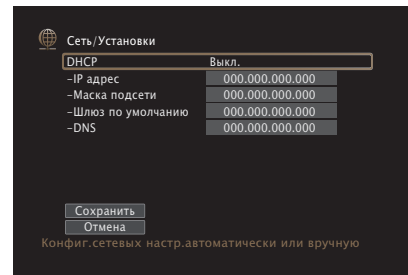 Сеть/Установки
DHCP Выкл.
–IP адрес 000.000.000.000
–Маска подсети 000.000.000.000
–Шлюз по умолчанию 000.000.000.000
–DNS 000.000.000.000
Сохранить
Отмена
Конфиг.сетевых настр.автоматически или вручную